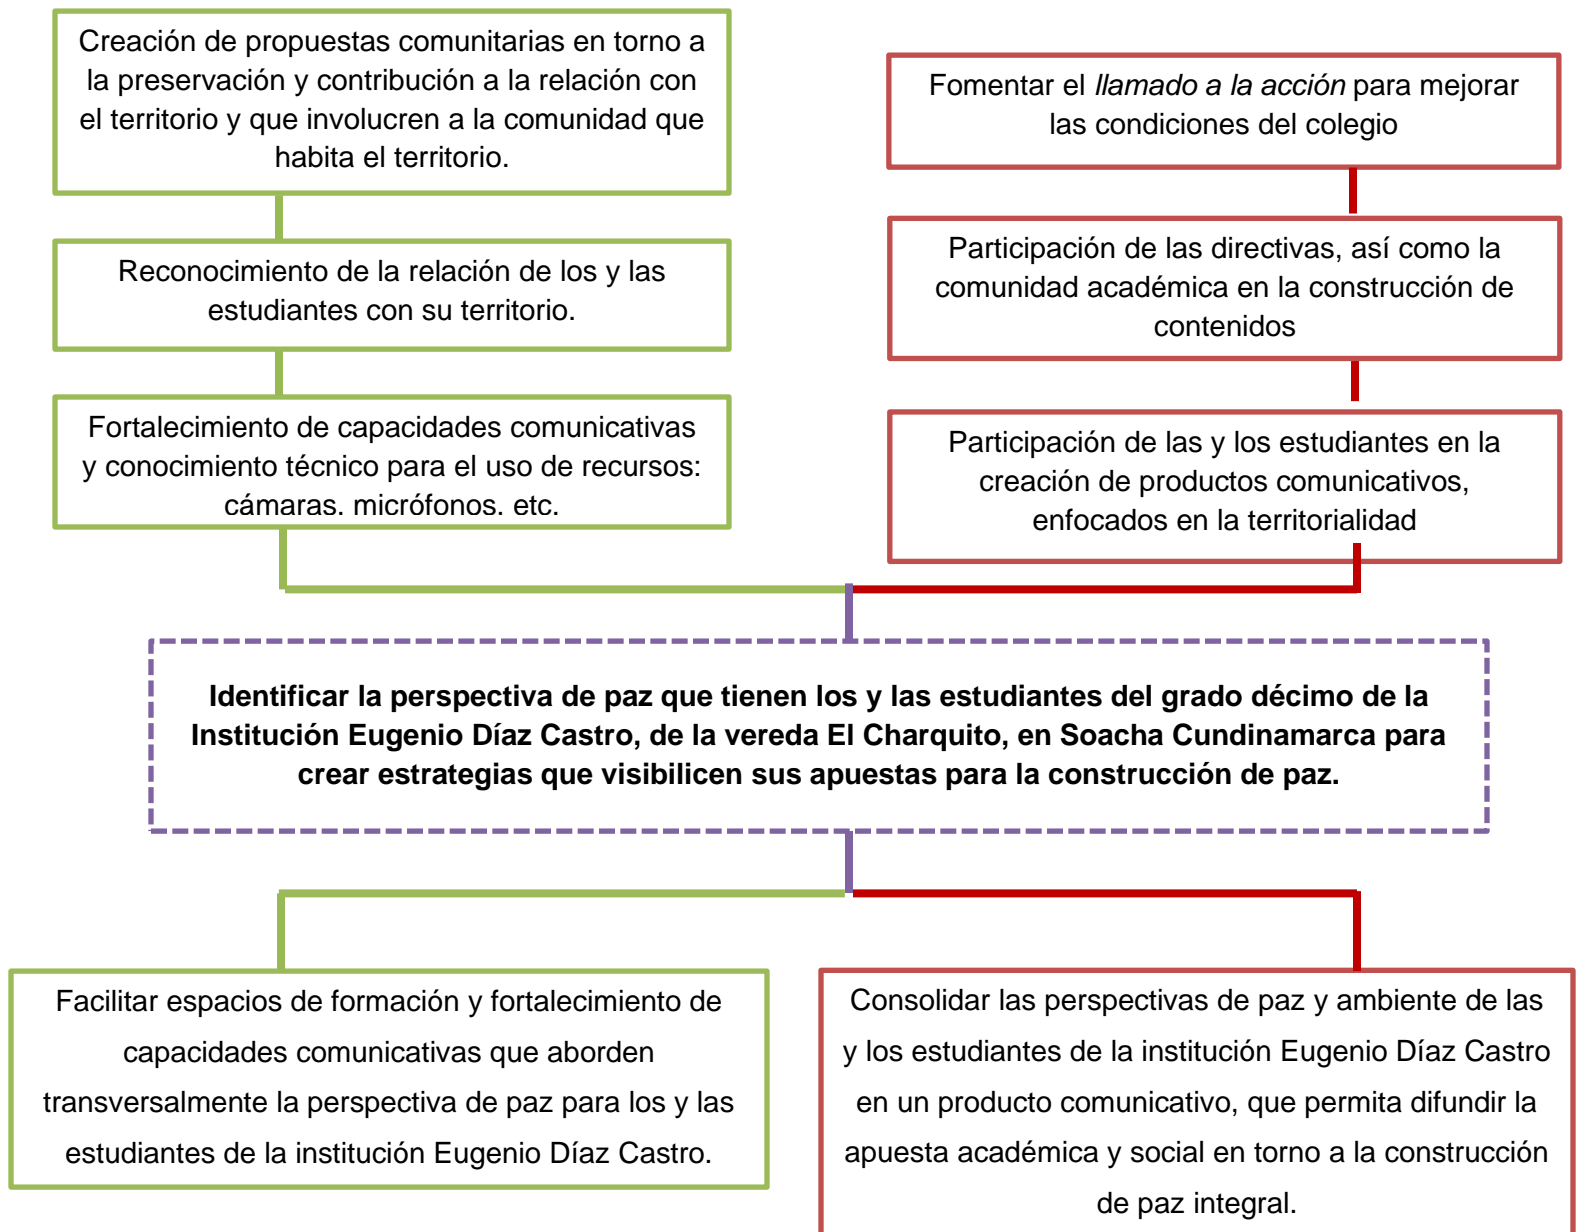 Creación de propuestas comunitarias en torno a
la preservación y contribución a la relación con
el territorio y que involucren a la comunidad que
habita el territorio.
Reconocimiento de la relación de los y las
estudiantes con su territorio.
Fortalecimiento de capacidades comunicativas
y conocimiento técnico para el uso de recursos:
cámaras. micrófonos. etc.
Fomentar el llamado a la acción para mejorar
las condiciones del colegio
Participación de las directivas, así como la
comunidad académica en la construcción de
contenidos
Participación de las y los estudiantes en la
creación de productos comunicativos,
enfocados en la territorialidad
Identificar la perspectiva de paz que tienen los y las estudiantes del grado décimo de la
Institución Eugenio Díaz Castro, de la vereda El Charquito, en Soacha Cundinamarca para
crear estrategias que visibilicen sus apuestas para la construcción de paz.
Facilitar espacios de formación y fortalecimiento de
capacidades comunicativas que aborden
transversalmente la perspectiva de paz para los y las
estudiantes de la institución Eugenio Díaz Castro.
Consolidar las perspectivas de paz y ambiente de las
y los estudiantes de la institución Eugenio Díaz Castro
en un producto comunicativo, que permita difundir la
apuesta académica y social en torno a la construcción
de paz integral.